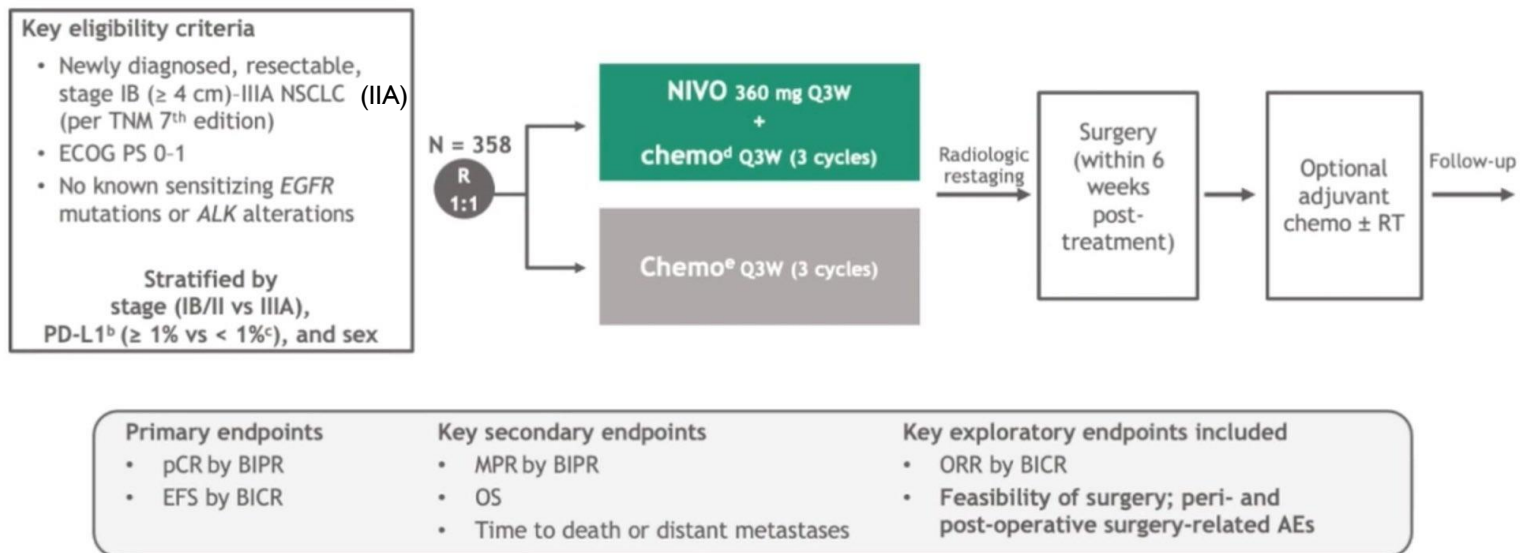 Key eligibility criteria
• Newly diagnosed, resectable,
stage IB (≥ 4 cm)–IIIA NSCLC (IIA)
(per TNM 7th edition)
• ECOG PS 0–1
• No known sensitizing EGFR
mutations or ALK alterations
Stratified by
stage (IB/II vs IIIA),
PD-L1ᵇ (≥ 1% vs < 1%ᶜ), and sex
N = 358
R
1:1
NIVO 360 mg Q3W
+
chemoᵈ Q3W (3 cycles)
Chemoᵉ Q3W (3 cycles)
Radiologic
restaging
Surgery
(within 6
weeks
post-
treatment)
Optional
adjuvant
chemo ± RT
Follow-up
Primary endpoints
• pCR by BIPR
• EFS by BICR
Key secondary endpoints
• MPR by BIPR
• OS
• Time to death or distant metastases
Key exploratory endpoints included
• ORR by BICR
• Feasibility of surgery; peri- and
post-operative surgery-related AEs